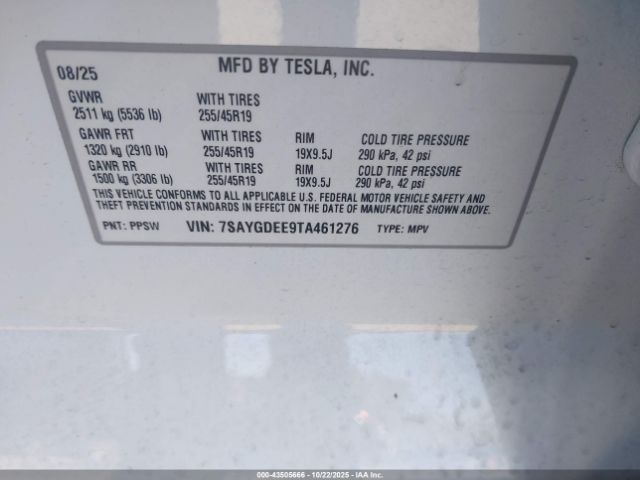 08/25 MFD BY TESLA, INC.
GVWR WITH TIRES
2511 kg (5536 lb) 255/45R19
GAWR FRT WITH TIRES RIM COLD TIRE PRESSURE
1320 kg (2910 lb) 255/45R19 19X9.5J 290 kPa, 42 psi
GAWR RR WITH TIRES RIM COLD TIRE PRESSURE
1500 kg (3306 lb) 255/45R19 19X9.5J 290 kPa, 42 psi
THIS VEHICLE CONFORMS TO ALL APPLICABLE U.S. FEDERAL MOTOR VEHICLE SAFETY AND
THEFT PREVENTION STANDARDS IN EFFECT ON THE DATE OF MANUFACTURE SHOWN ABOVE.
PNT: PPSW VIN: 7SAYGDEE9TA461276 TYPE: MPV
000-43505666 - 10/22/2025 - IAA Inc.